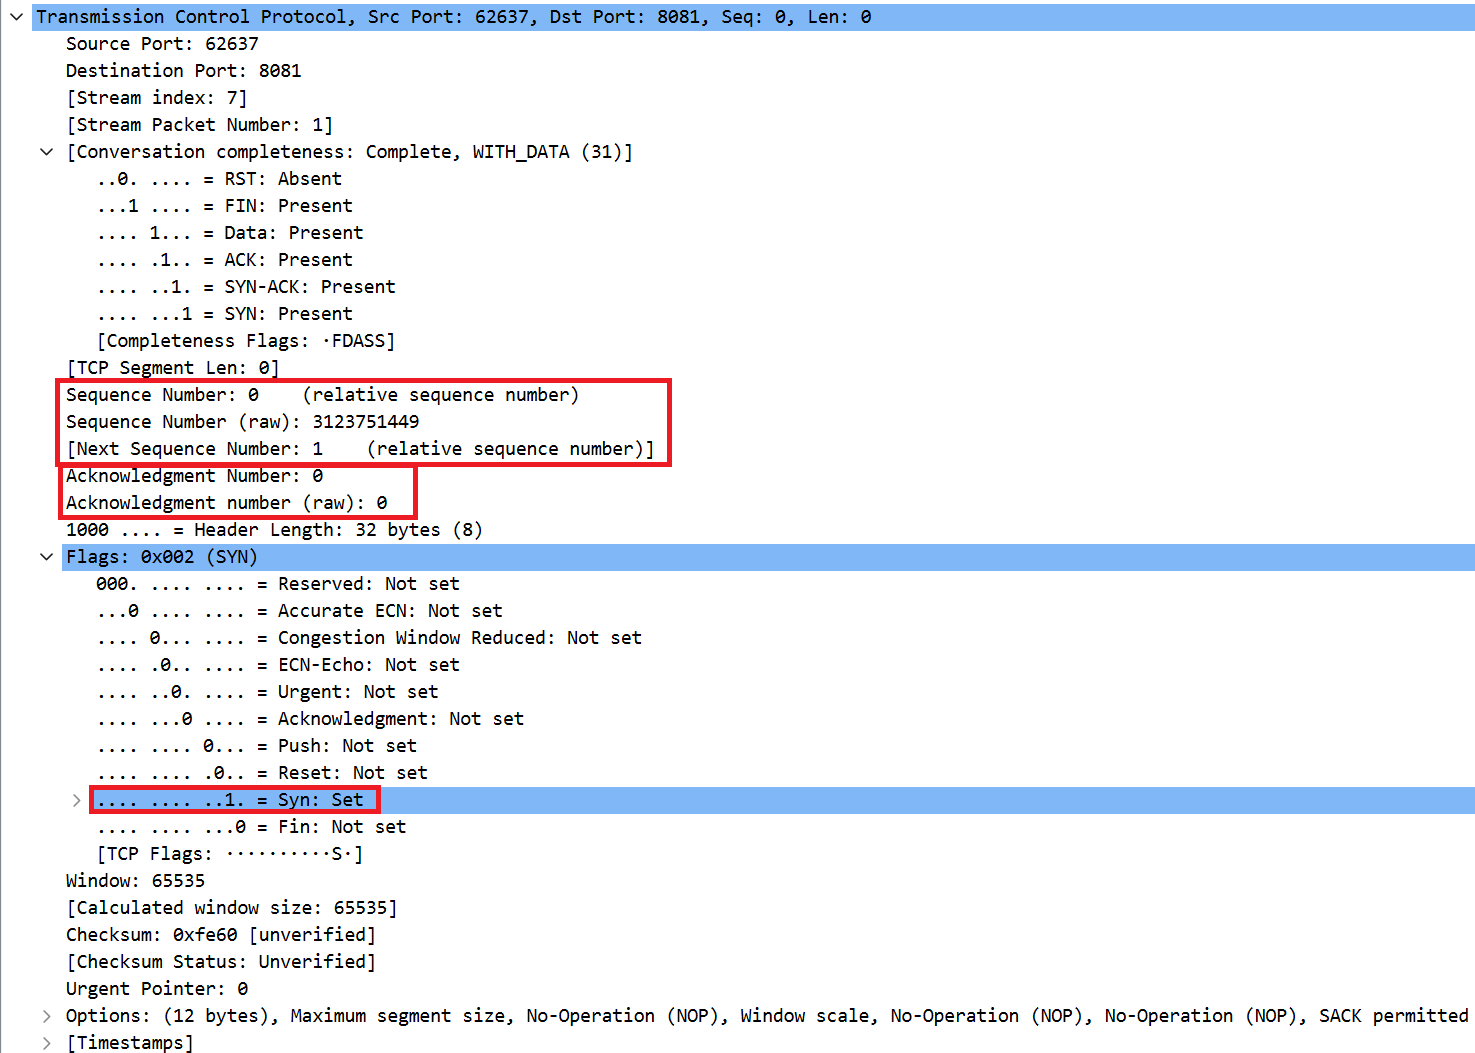 Transmission Control Protocol, Src Port: 62637, Dst Port: 8081, Seq: 0, Len: 0
Source Port: 62637
Destination Port: 8081
[Stream index: 7]
[Stream Packet Number: 1]
[Conversation completeness: Complete, WITH_DATA (31)]
..0. .... = RST: Absent
...1 .... = FIN: Present
.... 1... = Data: Present
.... .1.. = ACK: Present
.... ..1. = SYN-ACK: Present
.... ...1 = SYN: Present
[Completeness Flags: ·FDASS]
[TCP Segment Len: 0]
Sequence Number: 0    (relative sequence number)
Sequence Number (raw): 3123751449
[Next Sequence Number: 1    (relative sequence number)]
Acknowledgment Number: 0
Acknowledgment number (raw): 0
1000 .... = Header Length: 32 bytes (8)
Flags: 0x002 (SYN)
000. .... .... = Reserved: Not set
...0 .... .... = Accurate ECN: Not set
.... 0... .... = Congestion Window Reduced: Not set
.... .0.. .... = ECN-Echo: Not set
.... ..0. .... = Urgent: Not set
.... ...0 .... = Acknowledgment: Not set
.... .... 0... = Push: Not set
.... .... .0.. = Reset: Not set
.... .... ..1. = Syn: Set
.... .... ...0 = Fin: Not set
[TCP Flags: ··········S·]
Window: 65535
[Calculated window size: 65535]
Checksum: 0xfe60 [unverified]
[Checksum Status: Unverified]
Urgent Pointer: 0
Options: (12 bytes), Maximum segment size, No-Operation (NOP), Window scale, No-Operation (NOP), No-Operation (NOP), SACK permitted
[Timestamps]